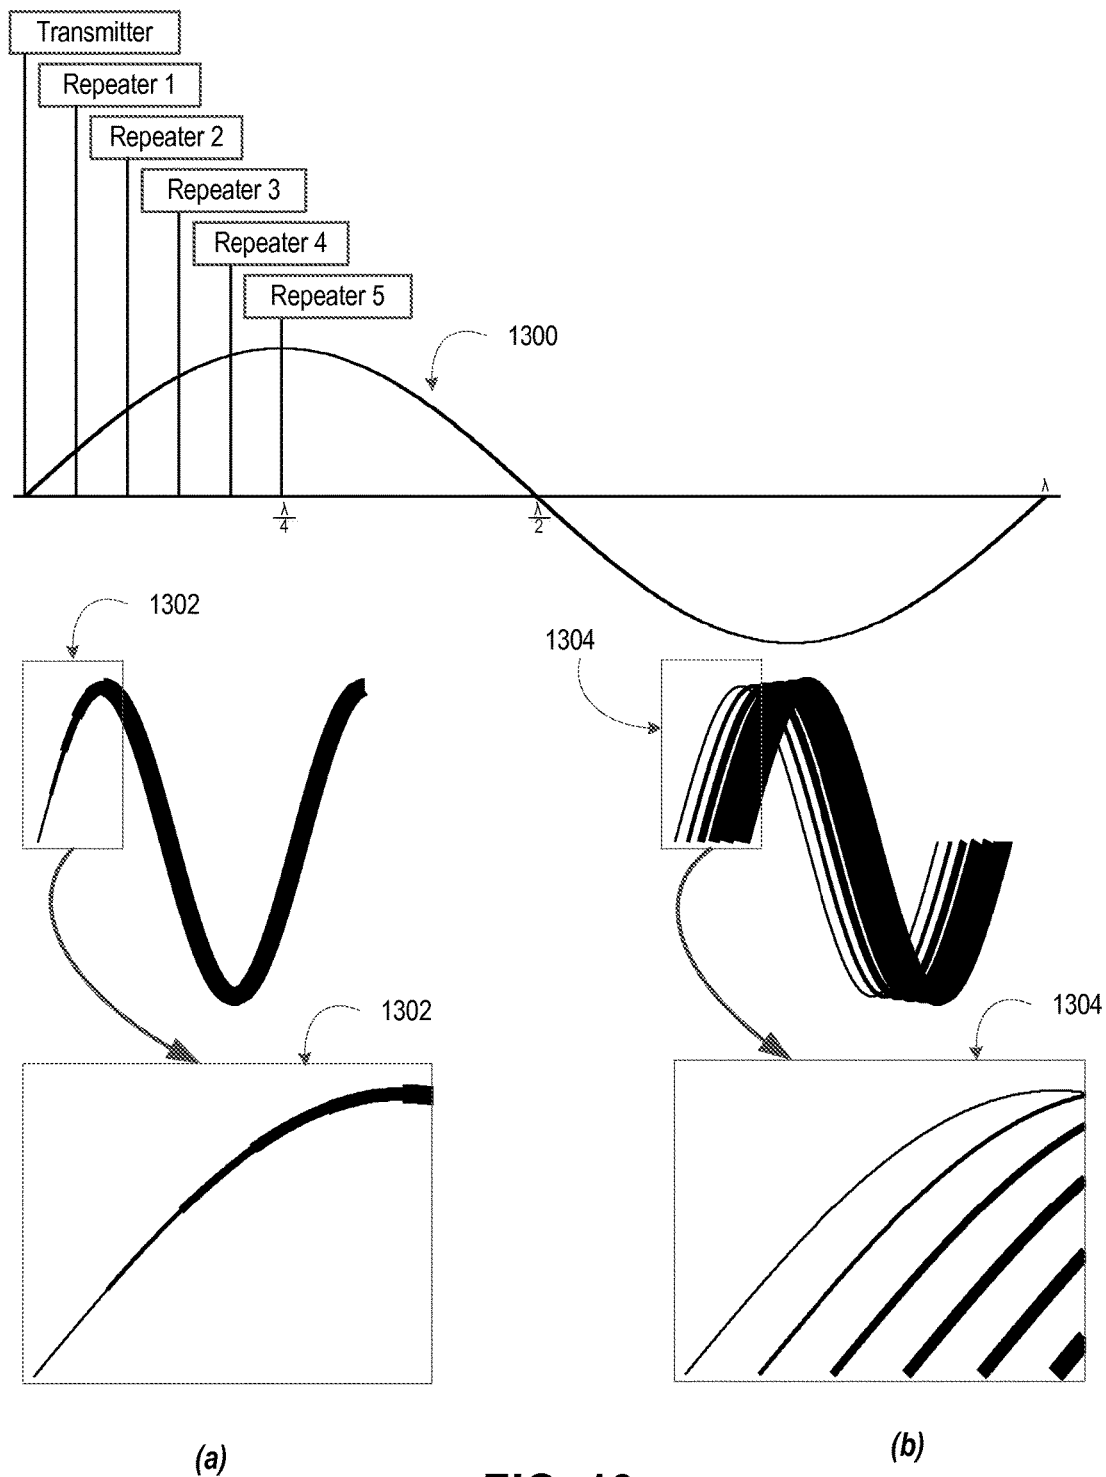 Transmitter
Repeater 1
Repeater 2
Repeater 3
Repeater 4
Repeater 5
1300
λ
λ/4
λ/2
1302
1304
1302
1304
(a)
(b)